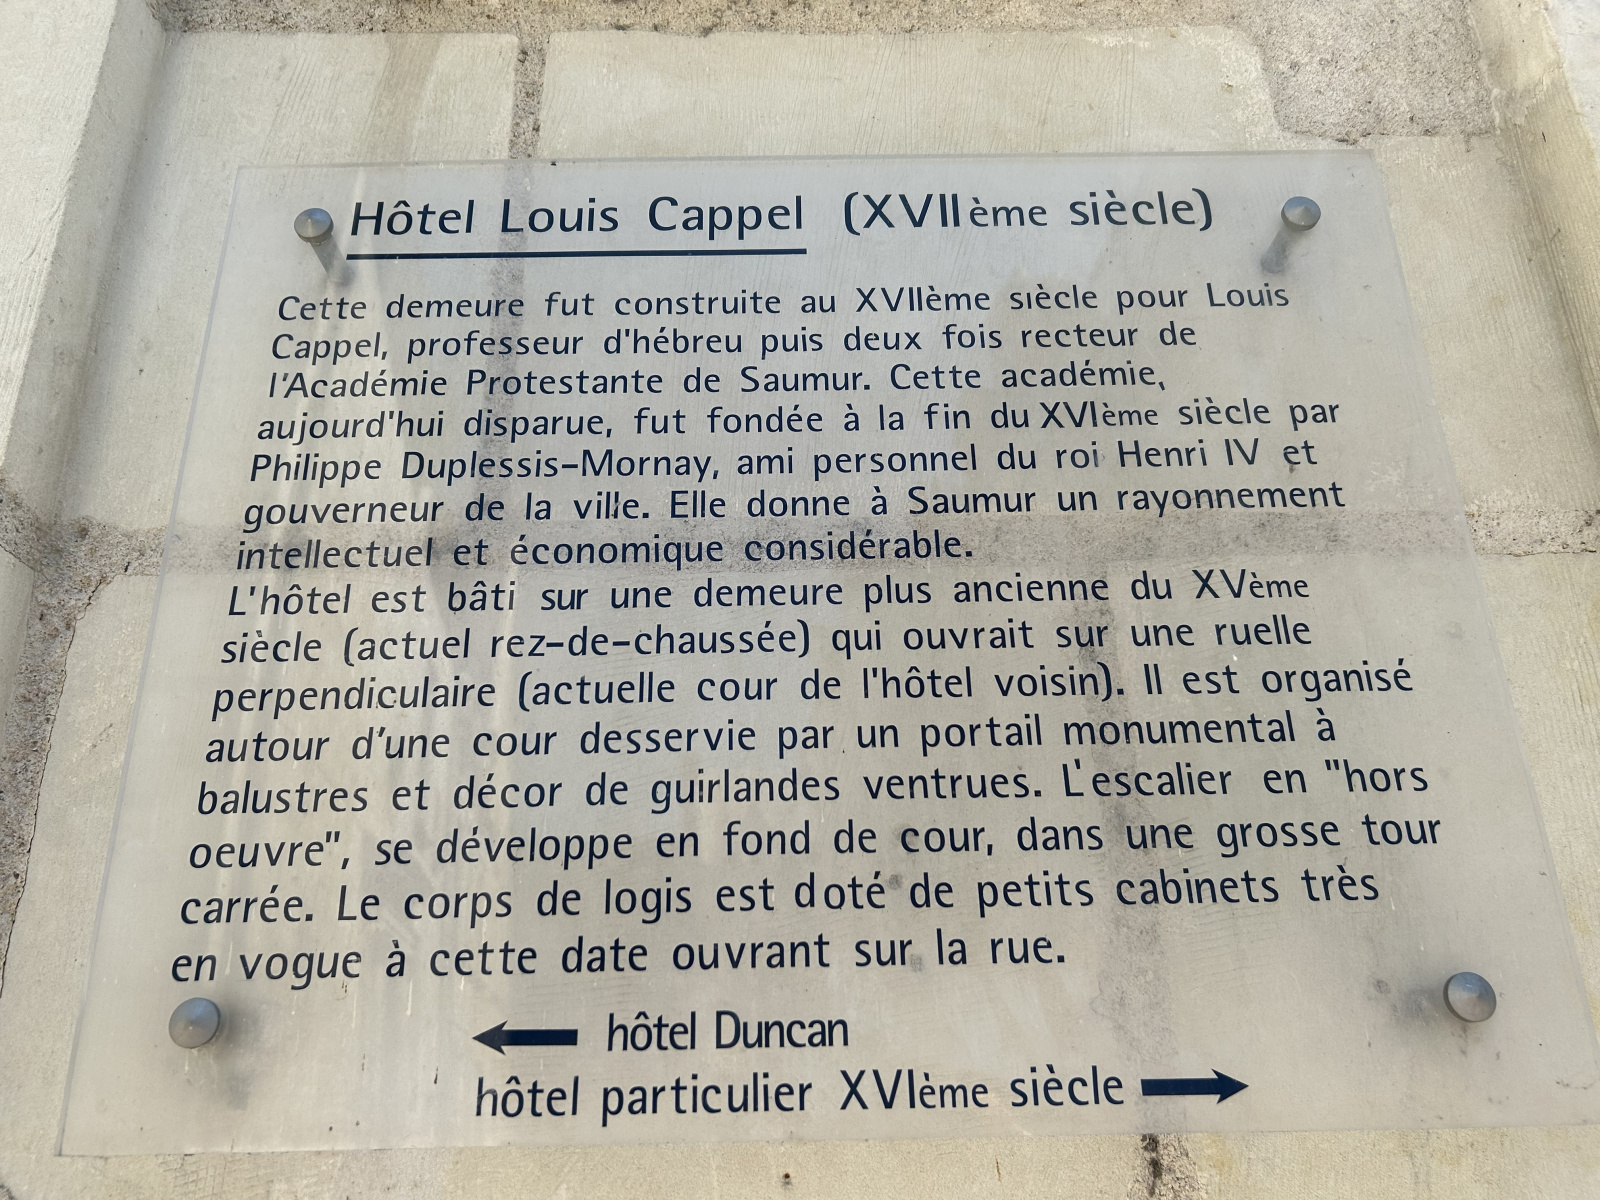 Hôtel Louis Cappel (XVIIème siècle)
Cette demeure fut construite au XVIIème siècle pour Louis
Cappel, professeur d'hébreu puis deux fois recteur de
l'Académie Protestante de Saumur. Cette académie,
aujourd'hui disparue, fut fondée à la fin du XVIème siècle par
Philippe Duplessis-Mornay, ami personnel du roi Henri IV et
gouverneur de la ville. Elle donne à Saumur un rayonnement
intellectuel et économique considérable.
L'hôtel est bâti sur une demeure plus ancienne du XVème
siècle (actuel rez-de-chaussée) qui ouvrait sur une ruelle
perpendiculaire (actuelle cour de l'hôtel voisin). Il est organisé
autour d'une cour desservie par un portail monumental à
balustres et décor de guirlandes ventrues. L'escalier en "hors
oeuvre", se développe en fond de cour, dans une grosse tour
carrée. Le corps de logis est doté de petits cabinets très
en vogue à cette date ouvrant sur la rue.
← hôtel Duncan
hôtel particulier XVIème siècle →